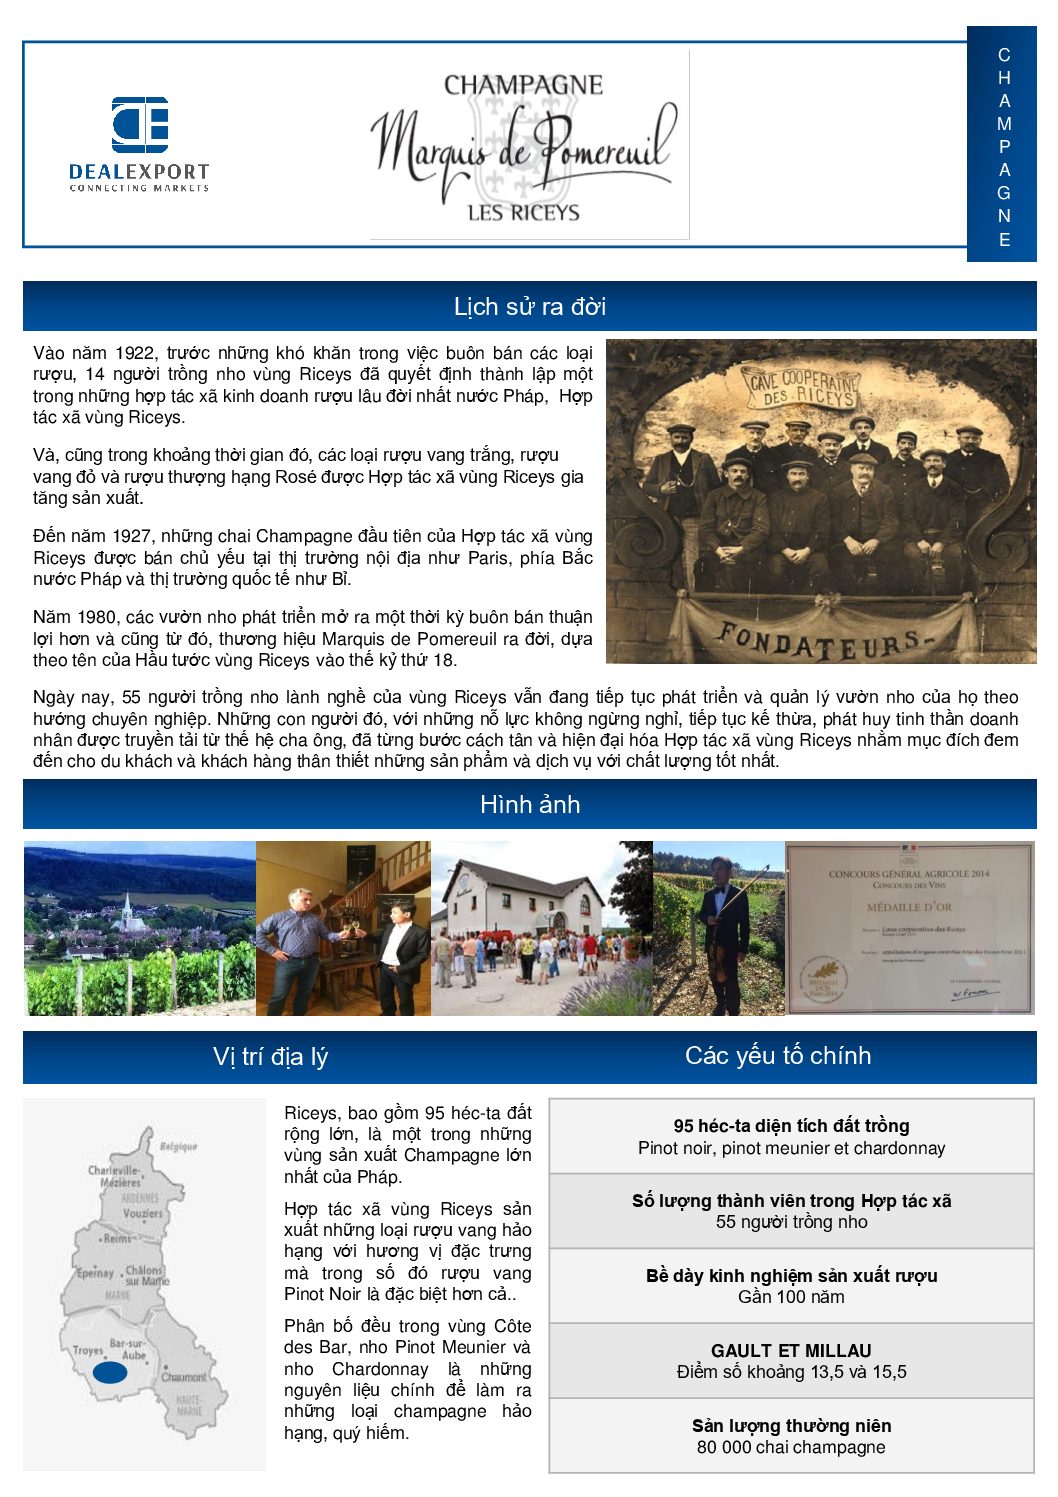 DEALEXPORT
CONNECTING MARKETS
CHAMPAGNE
Marquis de Pomereuil
LES RICEYS
C
H
A
M
P
A
G
N
E
Lịch sử ra đời
Vào năm 1922, trước những khó khăn trong việc buôn bán các loại
rượu, 14 người trồng nho vùng Riceys đã quyết định thành lập một
trong những hợp tác xã kinh doanh rượu lâu đời nhất nước Pháp, Hợp
tác xã vùng Riceys.
Và, cũng trong khoảng thời gian đó, các loại rượu vang trắng, rượu
vang đỏ và rượu thượng hạng Rosé được Hợp tác xã vùng Riceys gia
tăng sản xuất.
Đến năm 1927, những chai Champagne đầu tiên của Hợp tác xã vùng
Riceys được bán chủ yếu tại thị trường nội địa như Paris, phía Bắc
nước Pháp và thị trường quốc tế như Bỉ.
Năm 1980, các vườn nho phát triển mở ra một thời kỳ buôn bán thuận
lợi hơn và cũng từ đó, thương hiệu Marquis de Pomereuil ra đời, dựa
theo tên của Hầu tước vùng Riceys vào thế kỷ thứ 18.
CAVE COOPERATIVE
DES RICEYS
FONDATEURS-
Ngày nay, 55 người trồng nho lành nghề của vùng Riceys vẫn đang tiếp tục phát triển và quản lý vườn nho của họ theo
hướng chuyên nghiệp. Những con người đó, với những nỗ lực không ngừng nghỉ, tiếp tục kế thừa, phát huy tinh thần doanh
nhân được truyền tải từ thế hệ cha ông, đã từng bước cách tân và hiện đại hóa Hợp tác xã vùng Riceys nhằm mục đích đem
đến cho du khách và khách hàng thân thiết những sản phẩm và dịch vụ với chất lượng tốt nhất.
Hình ảnh
CONCOURS GÉNÉRAL AGRICOLE 2014
CONCOURS DES VINS
MÉDAILLE D'OR
Cave coopérative des Riceys
MÉDAILLE
D'OR
Vị trí địa lý
Các yếu tố chính
Belgique
Charleville-
Mézières
ARDENNES
Vouziers
Reims
Epernay
Châlons
sur Marne
MARNE
Troyes
Bar-sur-
Aube
Chaumont
HAUTE-
MARNE
Riceys, bao gồm 95 héc-ta đất
rộng lớn, là một trong những
vùng sản xuất Champagne lớn
nhất của Pháp.
Hợp tác xã vùng Riceys sản
xuất những loại rượu vang hảo
hạng với hương vị đặc trưng
mà trong số đó rượu vang
Pinot Noir là đặc biệt hơn cả..
Phân bố đều trong vùng Côte
des Bar, nho Pinot Meunier và
nho Chardonnay là những
nguyên liệu chính để làm ra
những loại champagne hảo
hạng, quý hiếm.
95 héc-ta diện tích đất trồng
Pinot noir, pinot meunier et chardonnay
Số lượng thành viên trong Hợp tác xã
55 người trồng nho
Bề dày kinh nghiệm sản xuất rượu
Gần 100 năm
GAULT ET MILLAU
Điểm số khoảng 13,5 và 15,5
Sản lượng thường niên
80 000 chai champagne